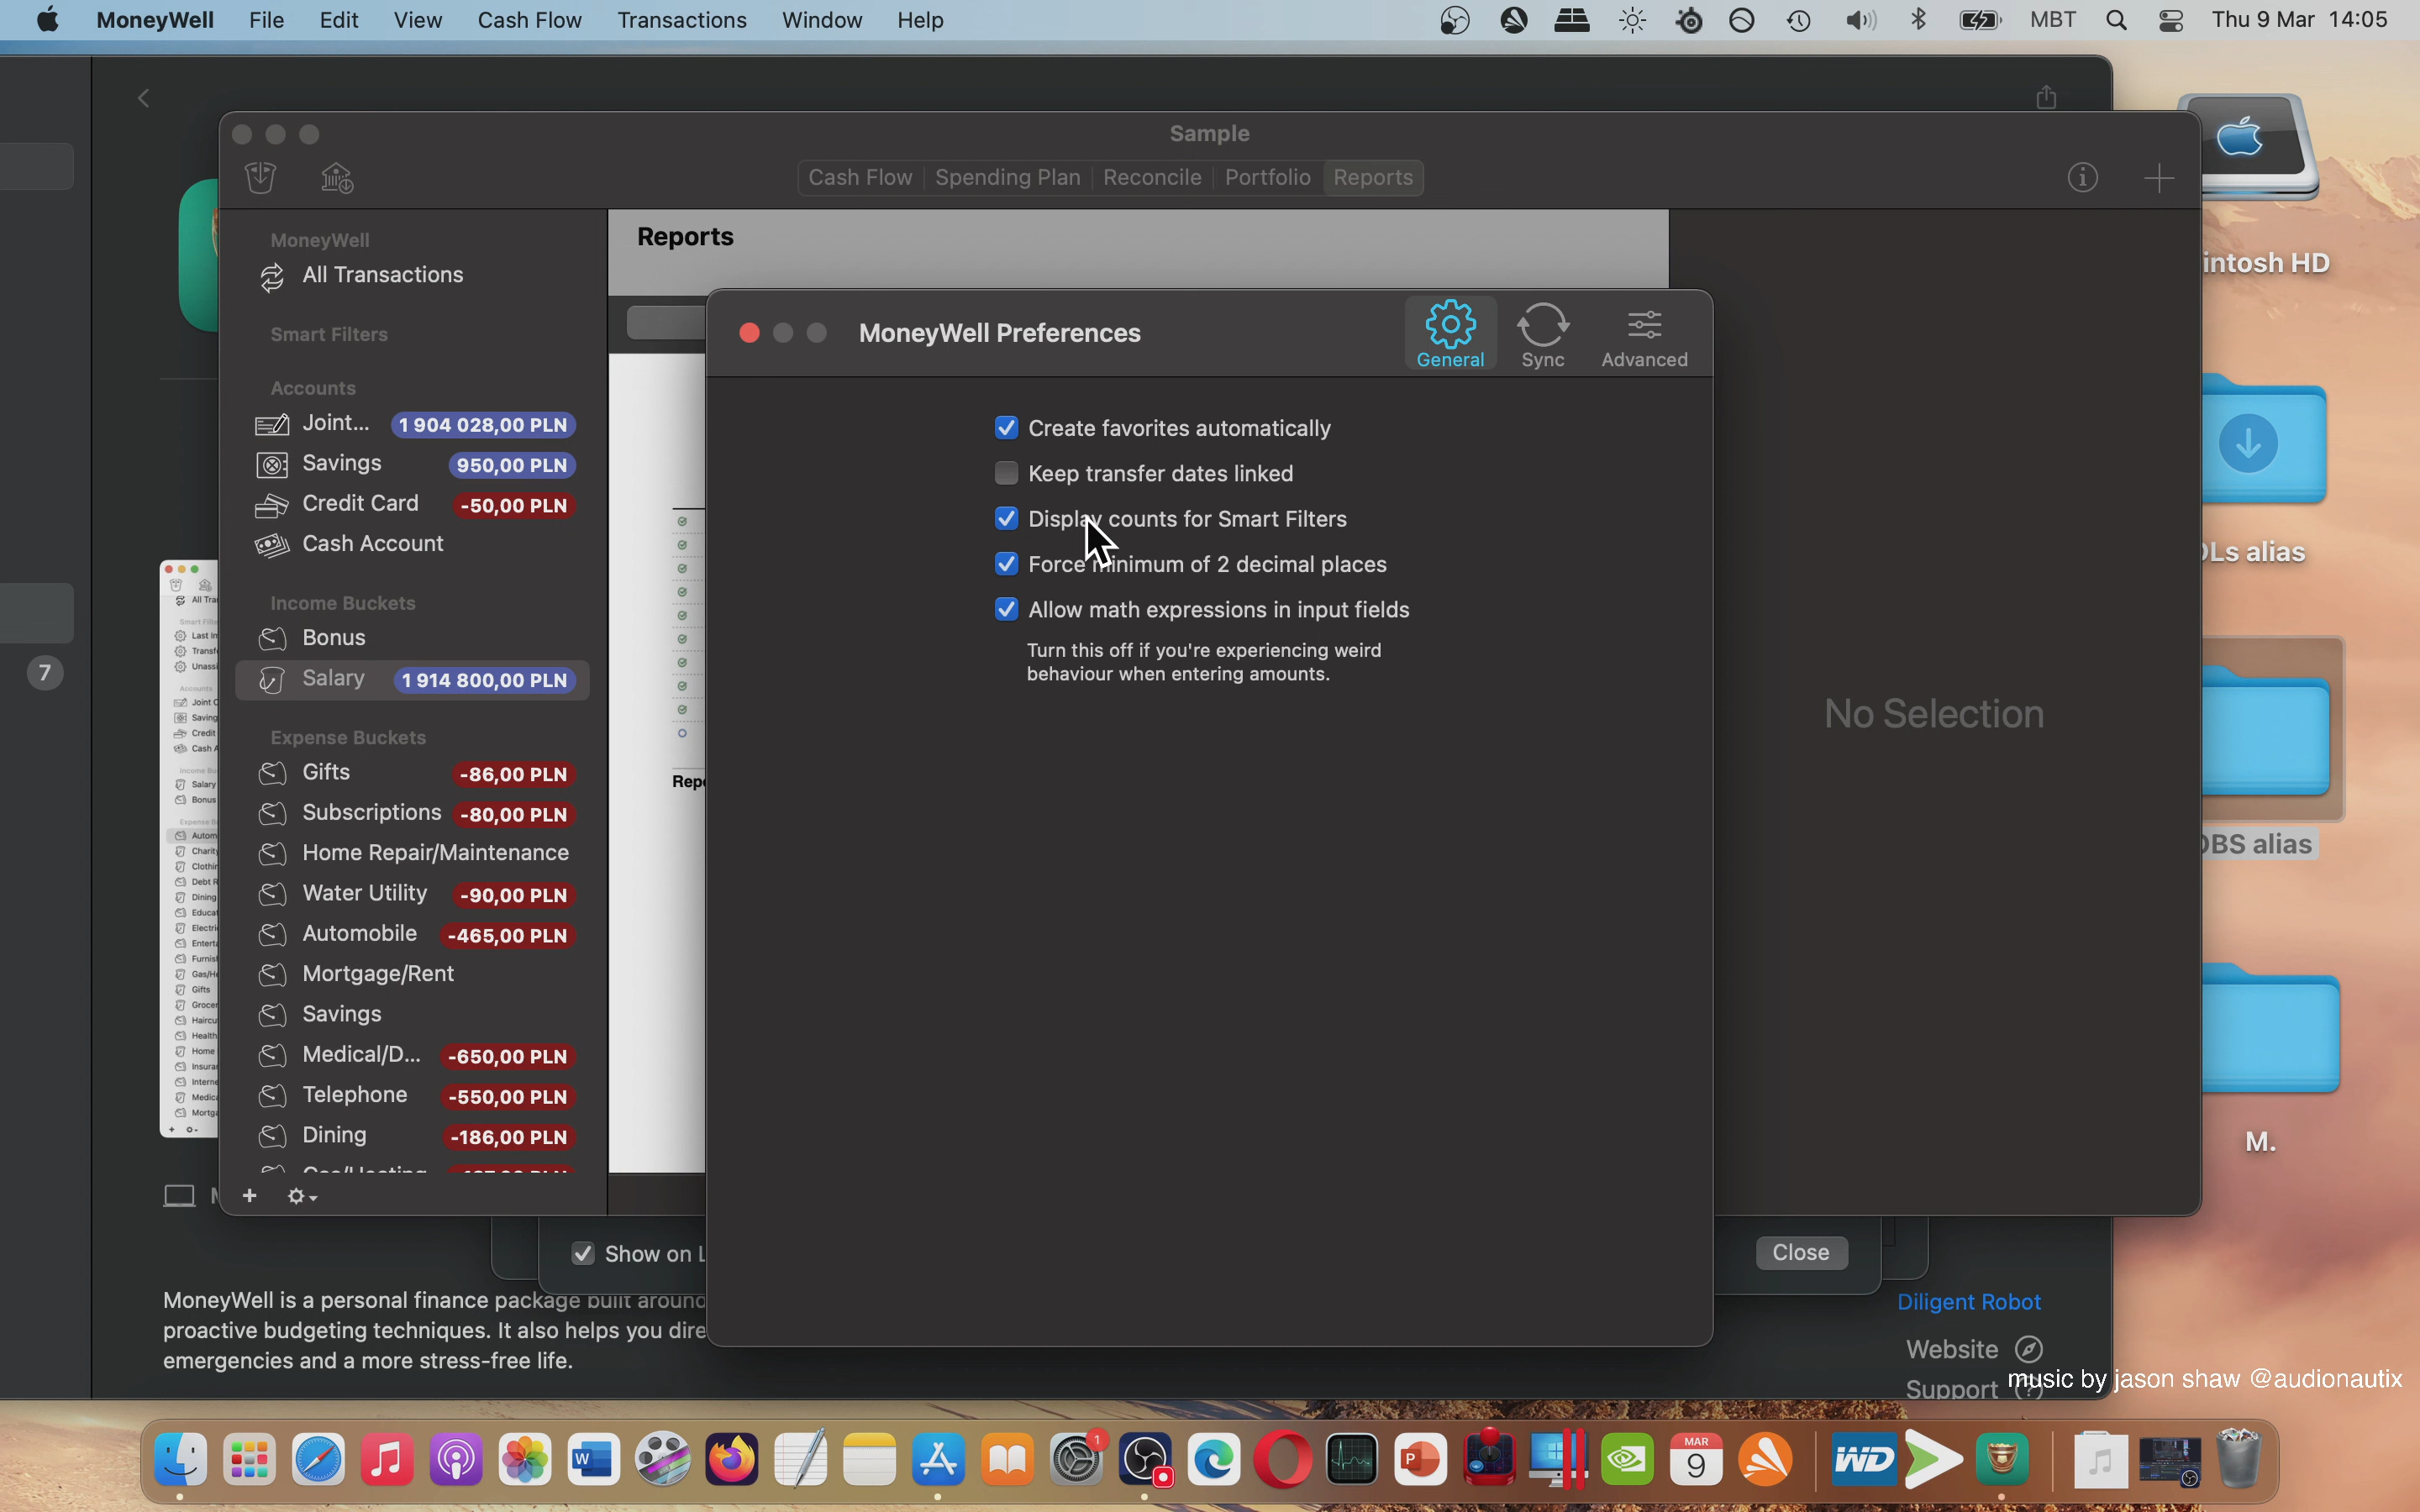 MoneyWell File Edit View Cash Flow Transactions Window Help MBT Thu 9 Mar 14:05
Sample
Cash Flow Spending Plan Reconcile Portfolio Reports
MoneyWell
All Transactions
Smart Filters
Accounts
Joint... 1 904 028,00 PLN
Savings 950,00 PLN
Credit Card -50,00 PLN
Cash Account
Income Buckets
Bonus
Salary 1 914 800,00 PLN
Expense Buckets
Gifts -86,00 PLN
Subscriptions -80,00 PLN
Home Repair/Maintenance
Water Utility -90,00 PLN
Automobile -465,00 PLN
Mortgage/Rent
Savings
Medical/D... -650,00 PLN
Telephone -550,00 PLN
Dining -186,00 PLN
Reports
MoneyWell Preferences
General Sync Advanced
Create favorites automatically
Keep transfer dates linked
Display counts for Smart Filters
Force minimum of 2 decimal places
Allow math expressions in input fields
Turn this off if you're experiencing weird
behaviour when entering amounts.
No Selection
7
Show on
Close
MoneyWell is a personal finance package built around
proactive budgeting techniques. It also helps you dire
emergencies and a more stress-free life.
Diligent Robot
Website
Support
music by jason shaw @audionautix
intosh HD
DLs alias
OBS alias
M.
1
MAR
9
WD